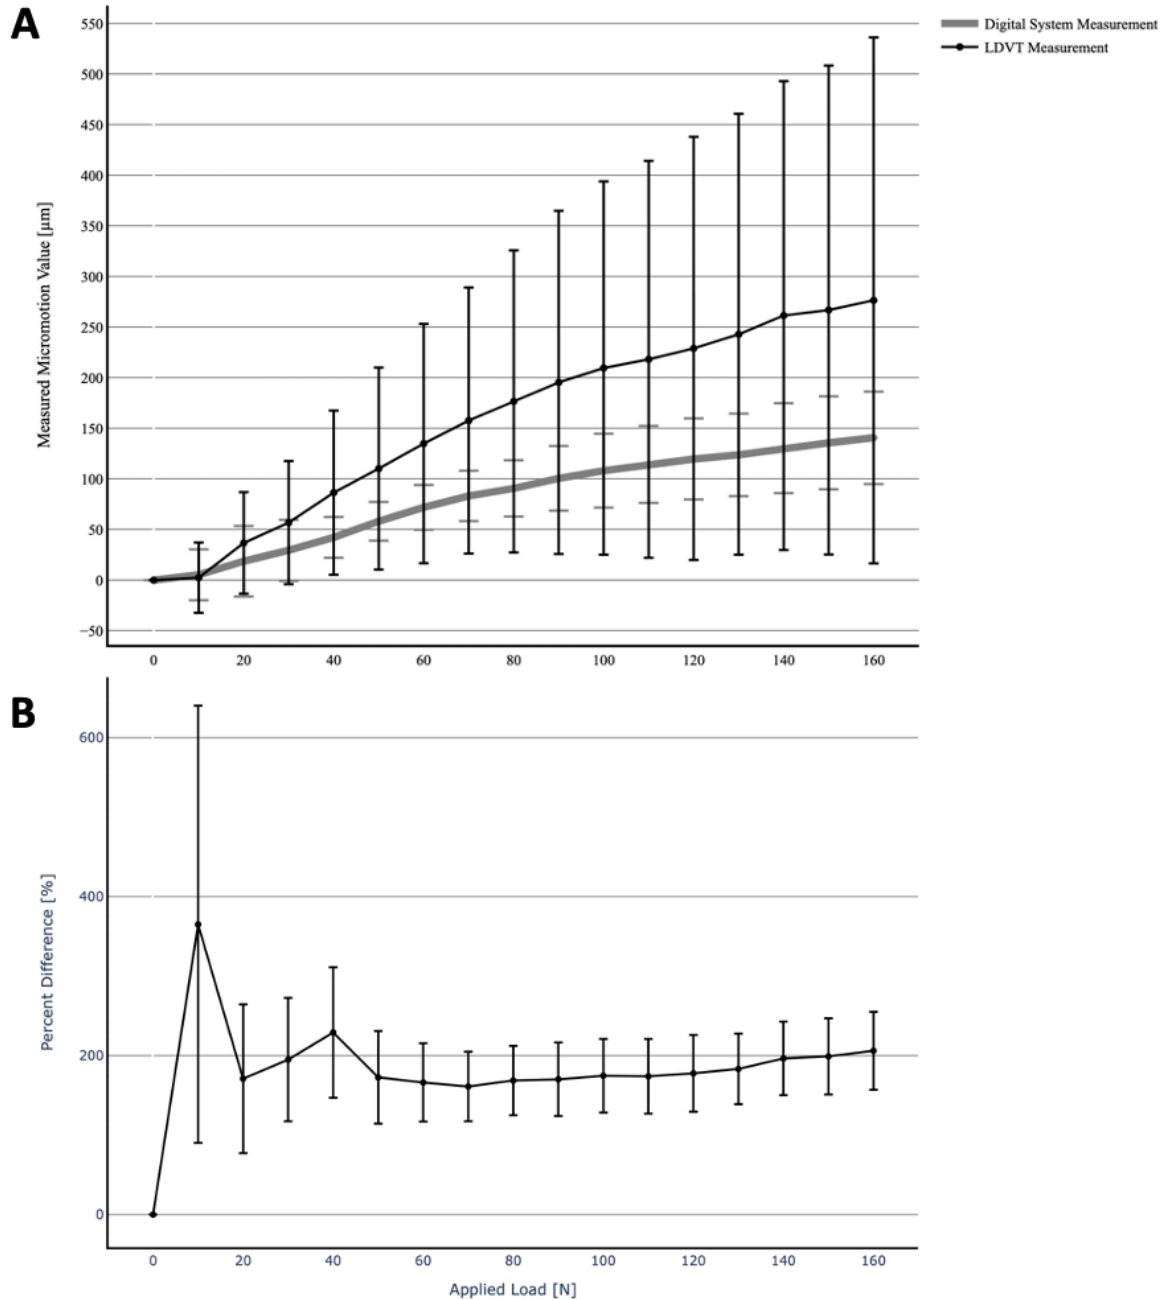 A
550
500
450
400
350
300
250
200
150
100
50
0
−50
Measured Micromotion Value [µm]
0 20 40 60 80 100 120 140 160
Digital System Measurement
LDVT Measurement
B
600
400
200
0
Percent Difference [%]
0 20 40 60 80 100 120 140 160
Applied Load [N]